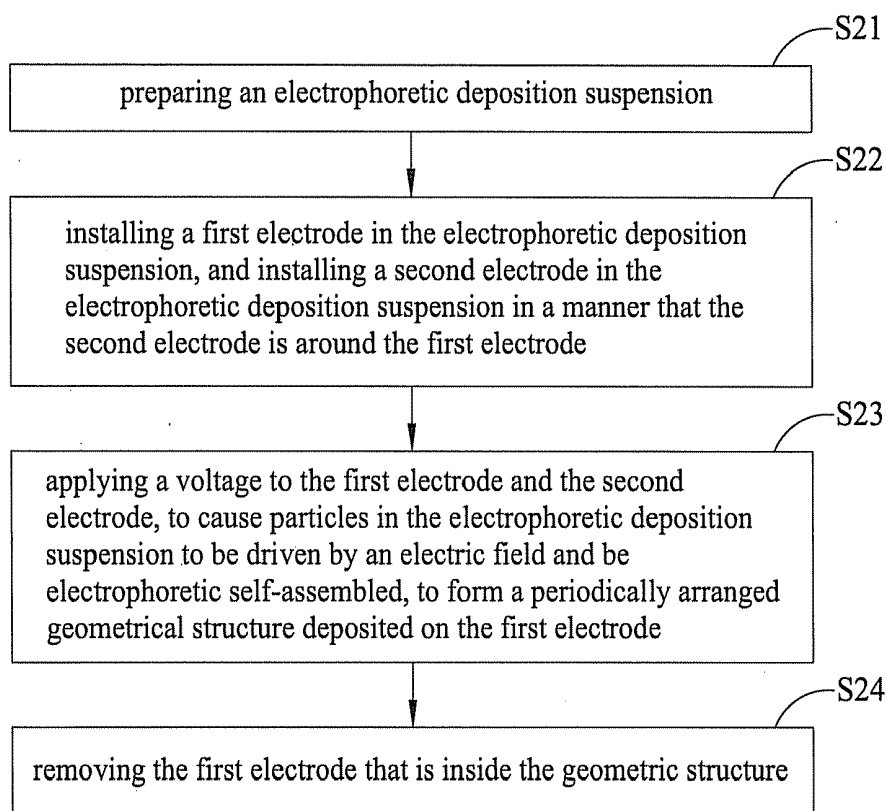 S21
preparing an electrophoretic deposition suspension
S22
installing a first electrode in the electrophoretic deposition
suspension, and installing a second electrode in the
electrophoretic deposition suspension in a manner that the
second electrode is around the first electrode
S23
applying a voltage to the first electrode and the second
electrode, to cause particles in the electrophoretic deposition
suspension to be driven by an electric field and be
electrophoretic self-assembled, to form a periodically arranged
geometrical structure deposited on the first electrode
S24
removing the first electrode that is inside the geometric structure